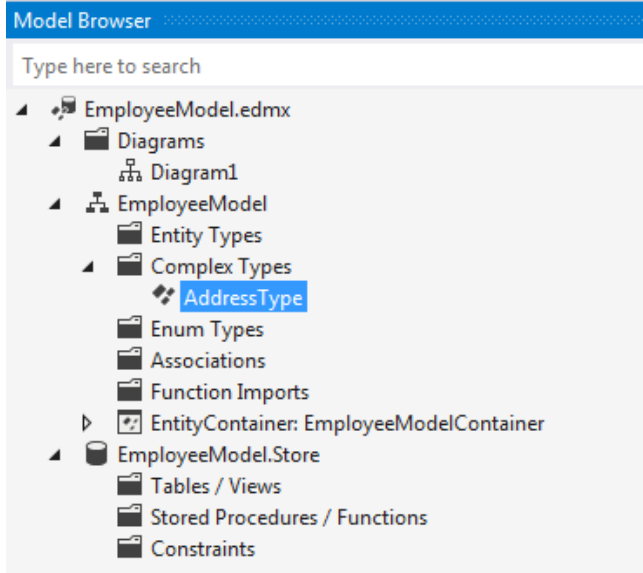 Model Browser
Type here to search
EmployeeModel.edmx
Diagrams
Diagram1
EmployeeModel
Entity Types
Complex Types
AddressType
Enum Types
Associations
Function Imports
EntityContainer: EmployeeModelContainer
EmployeeModel.Store
Tables / Views
Stored Procedures / Functions
Constraints